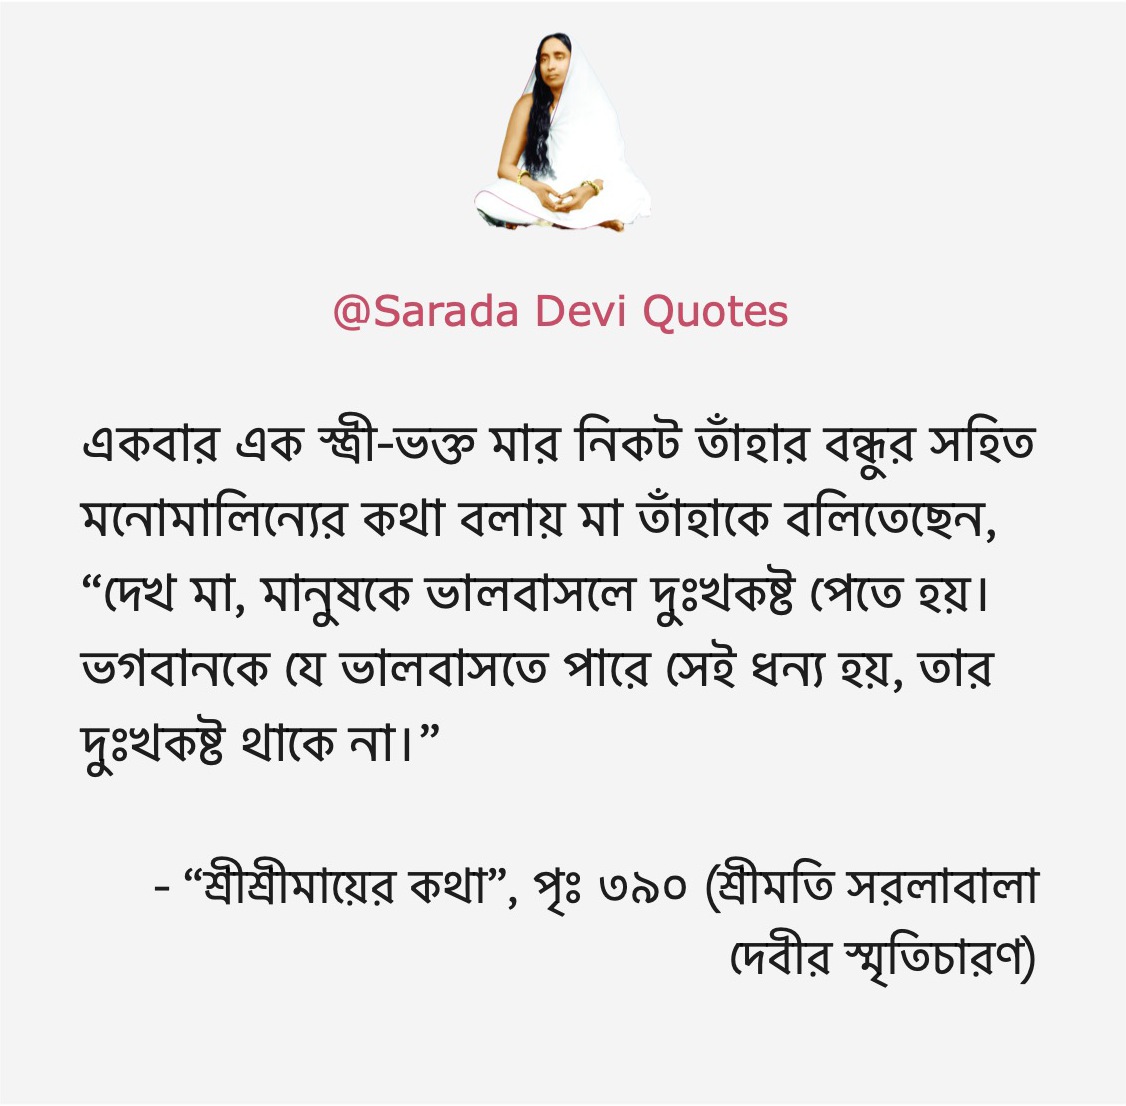 @Sarada Devi Quotes
একবার এক স্ত্রী-ভক্ত মার নিকট তাঁহার বন্ধুর সহিত
মনোমালিন্যের কথা বলায় মা তাঁহাকে বলিতেছেন,
“দেখ মা, মানুষকে ভালবাসলে দুঃখকষ্ট পেতে হয়।
ভগবানকে যে ভালবাসতে পারে সেই ধন্য হয়, তার
দুঃখকষ্ট থাকে না।”
- “শ্রীশ্রীমায়ের কথা”, পৃঃ ৩৯০ (শ্রীমতি সরলাবালা
দেবীর স্মৃতিচারণ)